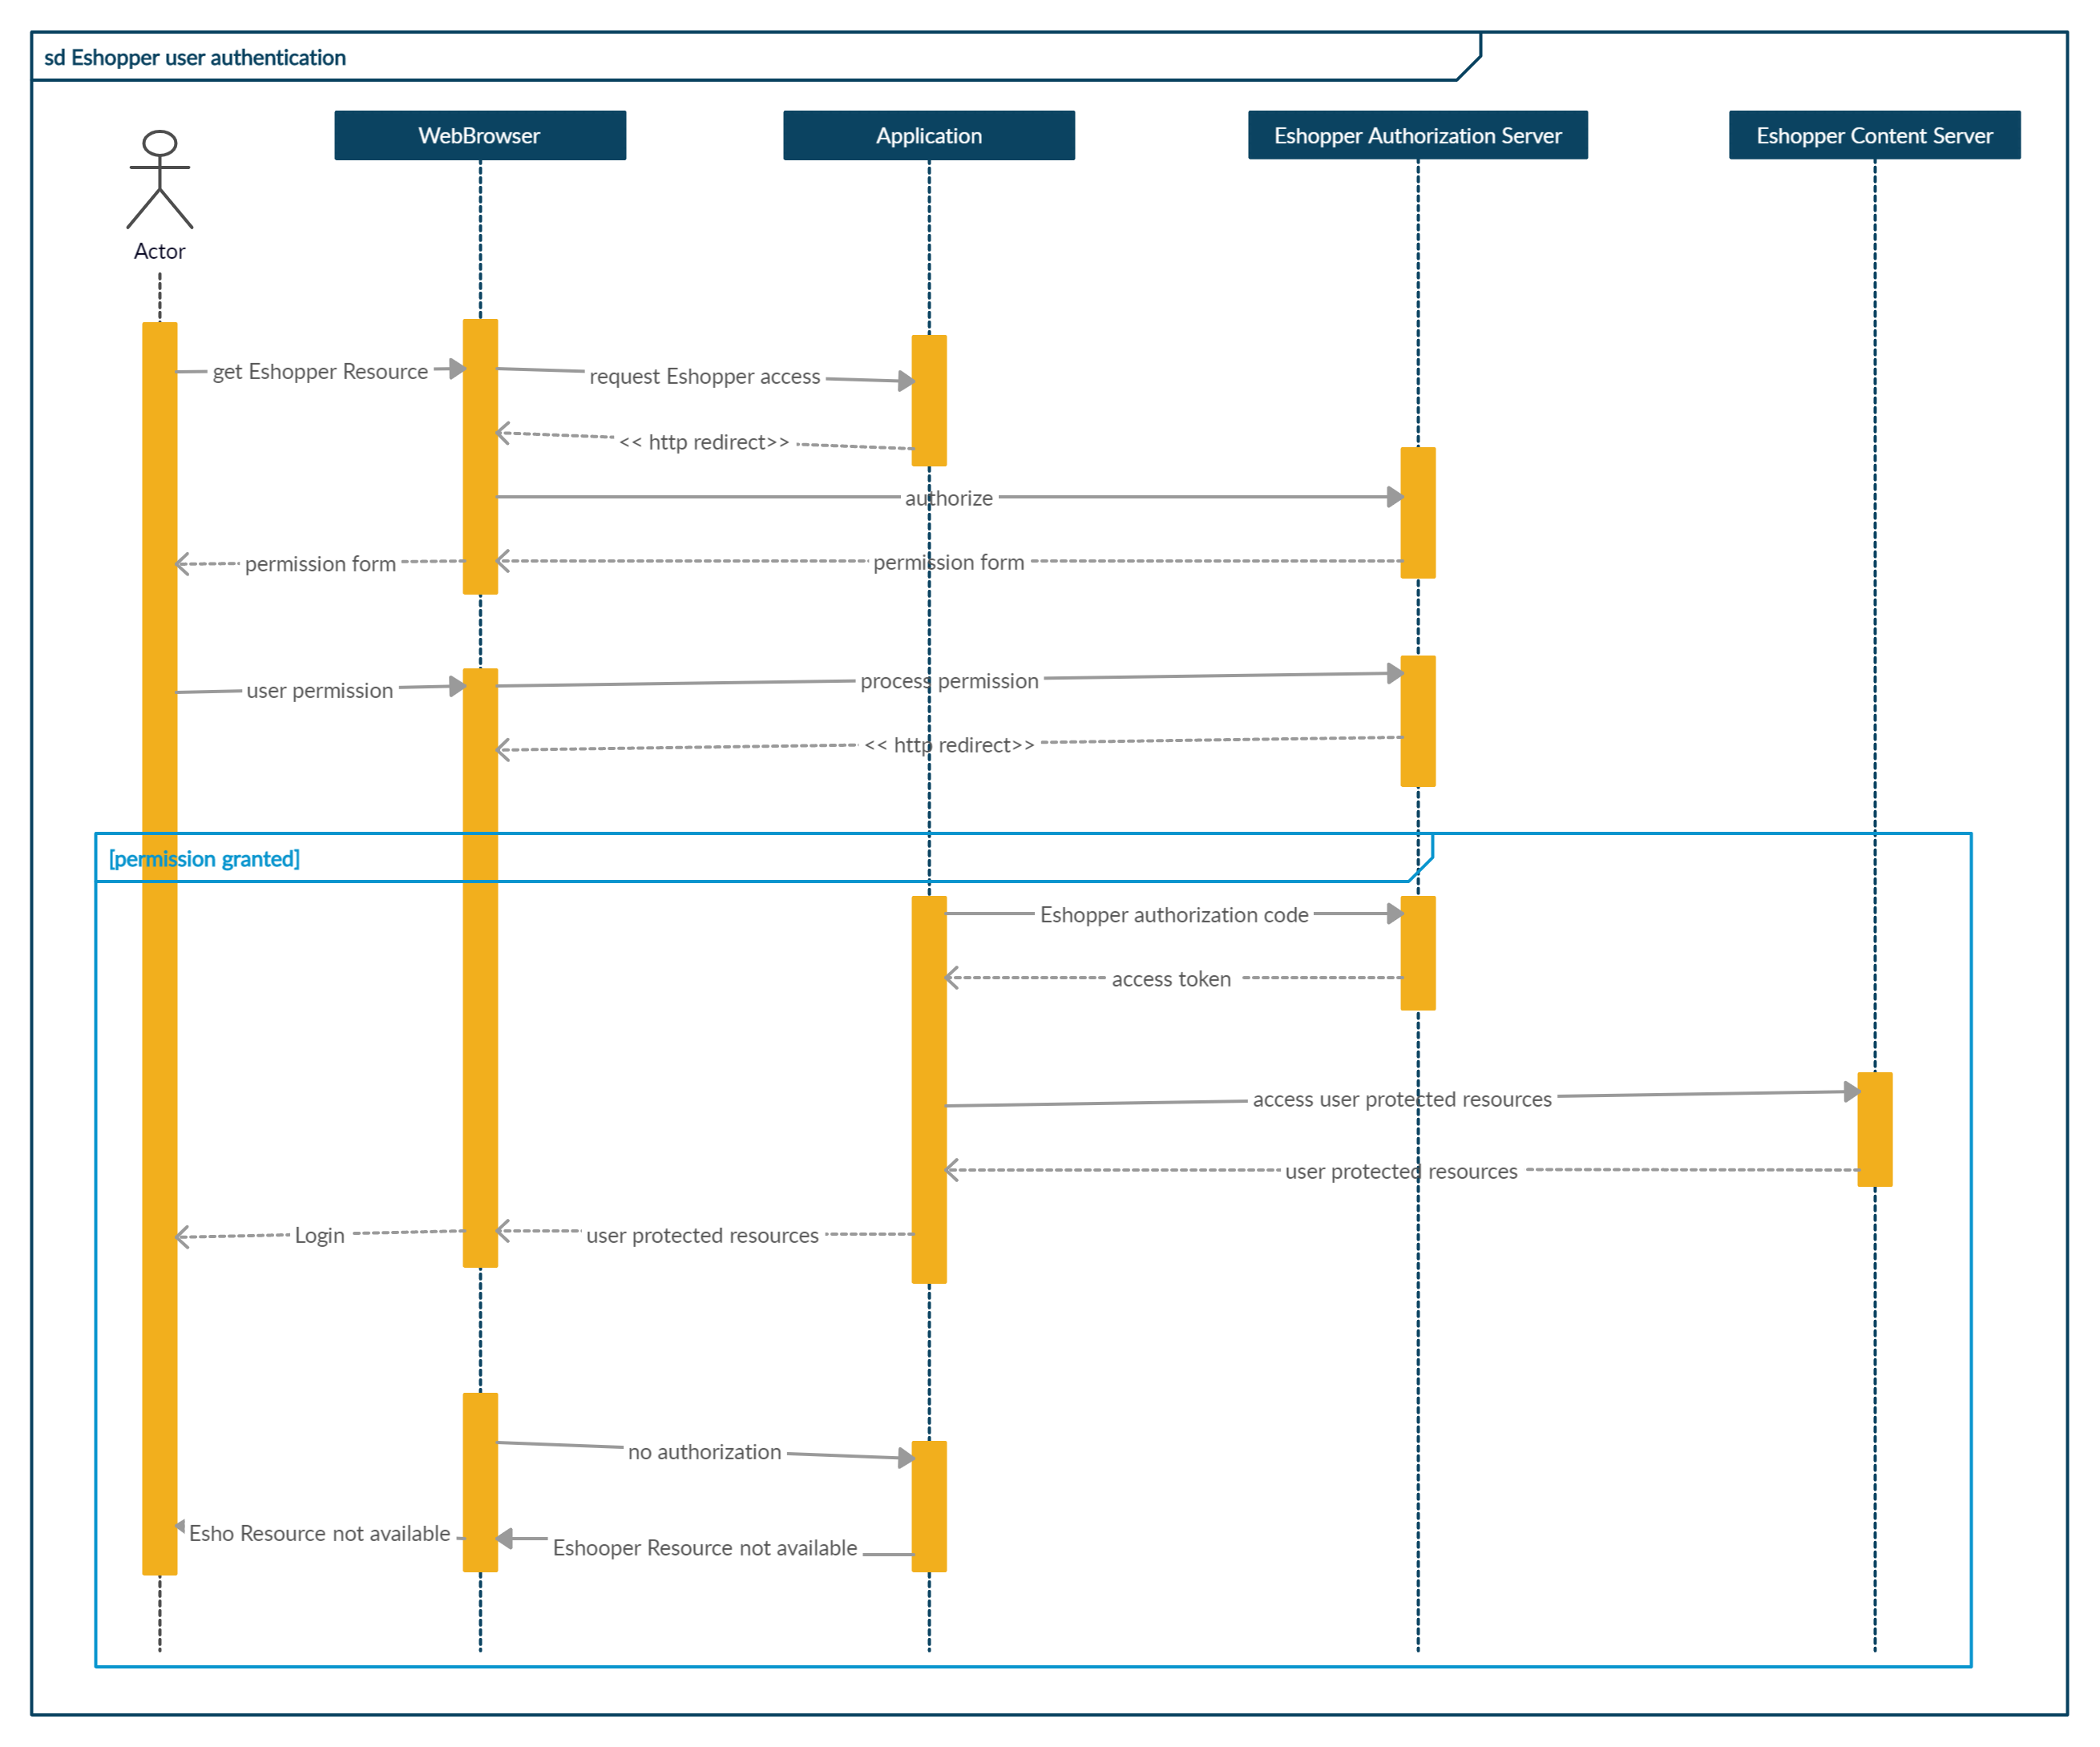 sd Eshopper user authentication
WebBrowser
Application
Eshopper Authorization Server
Eshopper Content Server
Actor
get Eshopper Resource
request Eshopper access
<< http redirect>>
authorize
permission form
permission form
user permission
process permission
<< http redirect>>
[permission granted]
Eshopper authorization code
access token
access user protected resources
user protected resources
Login
user protected resources
no authorization
Esho Resource not available
Eshooper Resource not available